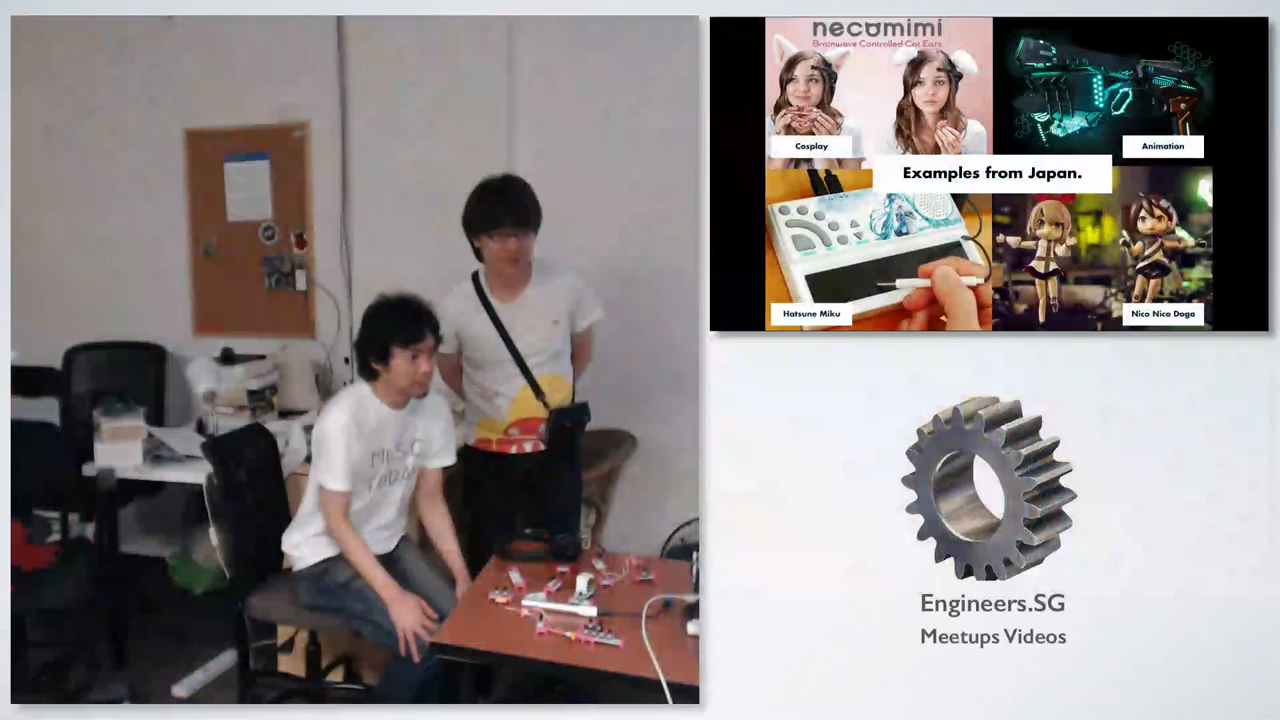 necomimi
Brainwave Controlled Cat Ears
Cosplay
Animation
Examples from Japan.
Hatsune Miku
Nico Nico Doga
Engineers.SG
Meetups Videos